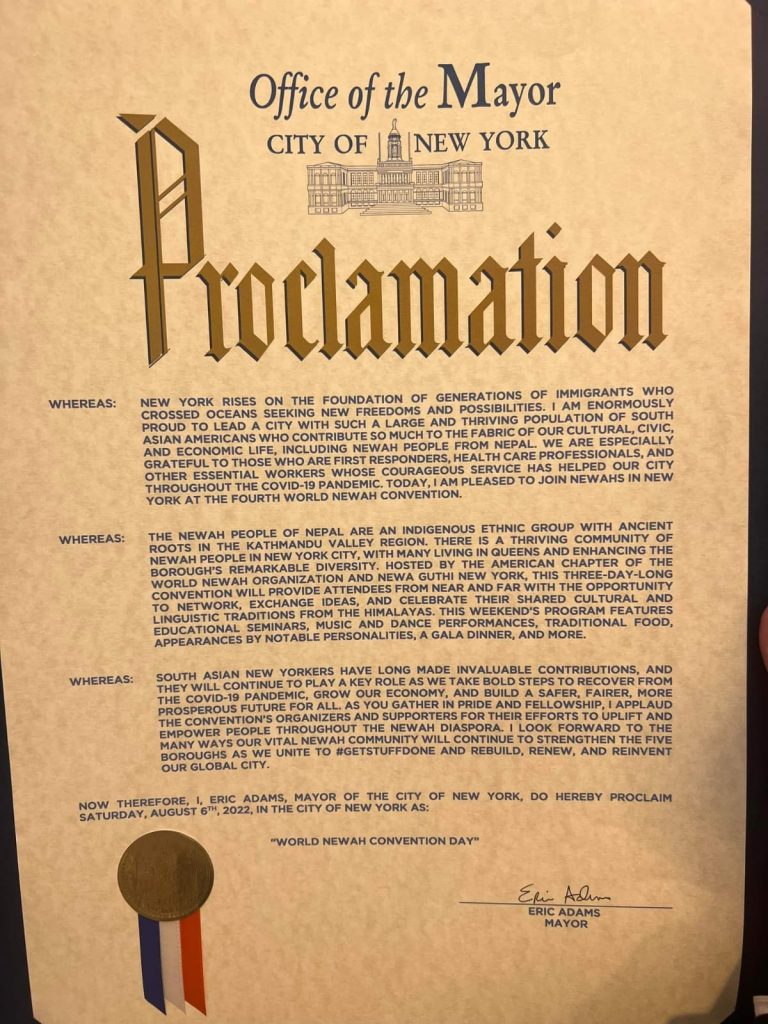 Office of the Mayor
CITY OF NEW YORK
Proclamation
WHEREAS: NEW YORK RISES ON THE FOUNDATION OF GENERATIONS OF IMMIGRANTS WHO
CROSSED OCEANS SEEKING NEW FREEDOMS AND POSSIBILITIES. I AM ENORMOUSLY
PROUD TO LEAD A CITY WITH SUCH A LARGE AND THRIVING POPULATION OF SOUTH
ASIAN AMERICANS WHO CONTRIBUTE SO MUCH TO THE FABRIC OF OUR CULTURAL, CIVIC,
AND ECONOMIC LIFE, INCLUDING NEWAH PEOPLE FROM NEPAL. WE ARE ESPECIALLY
GRATEFUL TO THOSE WHO ARE FIRST RESPONDERS, HEALTH CARE PROFESSIONALS, AND
OTHER ESSENTIAL WORKERS WHOSE COURAGEOUS SERVICE HAS HELPED OUR CITY
THROUGHOUT THE COVID-19 PANDEMIC. TODAY, I AM PLEASED TO JOIN NEWAHS IN NEW
YORK AT THE FOURTH WORLD NEWAH CONVENTION.
WHEREAS: THE NEWAH PEOPLE OF NEPAL ARE AN INDIGENOUS ETHNIC GROUP WITH ANCIENT
ROOTS IN THE KATHMANDU VALLEY REGION. THERE IS A THRIVING COMMUNITY OF
NEWAH PEOPLE IN NEW YORK CITY, WITH MANY LIVING IN QUEENS AND ENHANCING THE
BOROUGH'S REMARKABLE DIVERSITY. HOSTED BY THE AMERICAN CHAPTER OF THE
WORLD NEWAH ORGANIZATION AND NEWA GUTHI NEW YORK, THIS THREE-DAY-LONG
CONVENTION WILL PROVIDE ATTENDEES FROM NEAR AND FAR WITH THE OPPORTUNITY
TO NETWORK, EXCHANGE IDEAS, AND CELEBRATE THEIR SHARED CULTURAL AND
LINGUISTIC TRADITIONS FROM THE HIMALAYAS. THIS WEEKEND'S PROGRAM FEATURES
EDUCATIONAL SEMINARS, MUSIC AND DANCE PERFORMANCES, TRADITIONAL FOOD,
APPEARANCES BY NOTABLE PERSONALITIES, A GALA DINNER, AND MORE.
WHEREAS: SOUTH ASIAN NEW YORKERS HAVE LONG MADE INVALUABLE CONTRIBUTIONS, AND
THEY WILL CONTINUE TO PLAY A KEY ROLE AS WE TAKE BOLD STEPS TO RECOVER FROM
THE COVID-19 PANDEMIC, GROW OUR ECONOMY, AND BUILD A SAFER, FAIRER, MORE
PROSPEROUS FUTURE FOR ALL. AS YOU GATHER IN PRIDE AND FELLOWSHIP, I APPLAUD
THE CONVENTION'S ORGANIZERS AND SUPPORTERS FOR THEIR EFFORTS TO UPLIFT AND
EMPOWER PEOPLE THROUGHOUT THE NEWAH DIASPORA. I LOOK FORWARD TO THE
MANY WAYS OUR VITAL NEWAH COMMUNITY WILL CONTINUE TO STRENGTHEN THE FIVE
BOROUGHS AS WE UNITE TO #GETSTUFFDONE AND REBUILD, RENEW, AND REINVENT
OUR GLOBAL CITY.
NOW THEREFORE, I, ERIC ADAMS, MAYOR OF THE CITY OF NEW YORK, DO HEREBY PROCLAIM
SATURDAY, AUGUST 6TH, 2022, IN THE CITY OF NEW YORK AS:
"WORLD NEWAH CONVENTION DAY"
Eric Adams
ERIC ADAMS
MAYOR